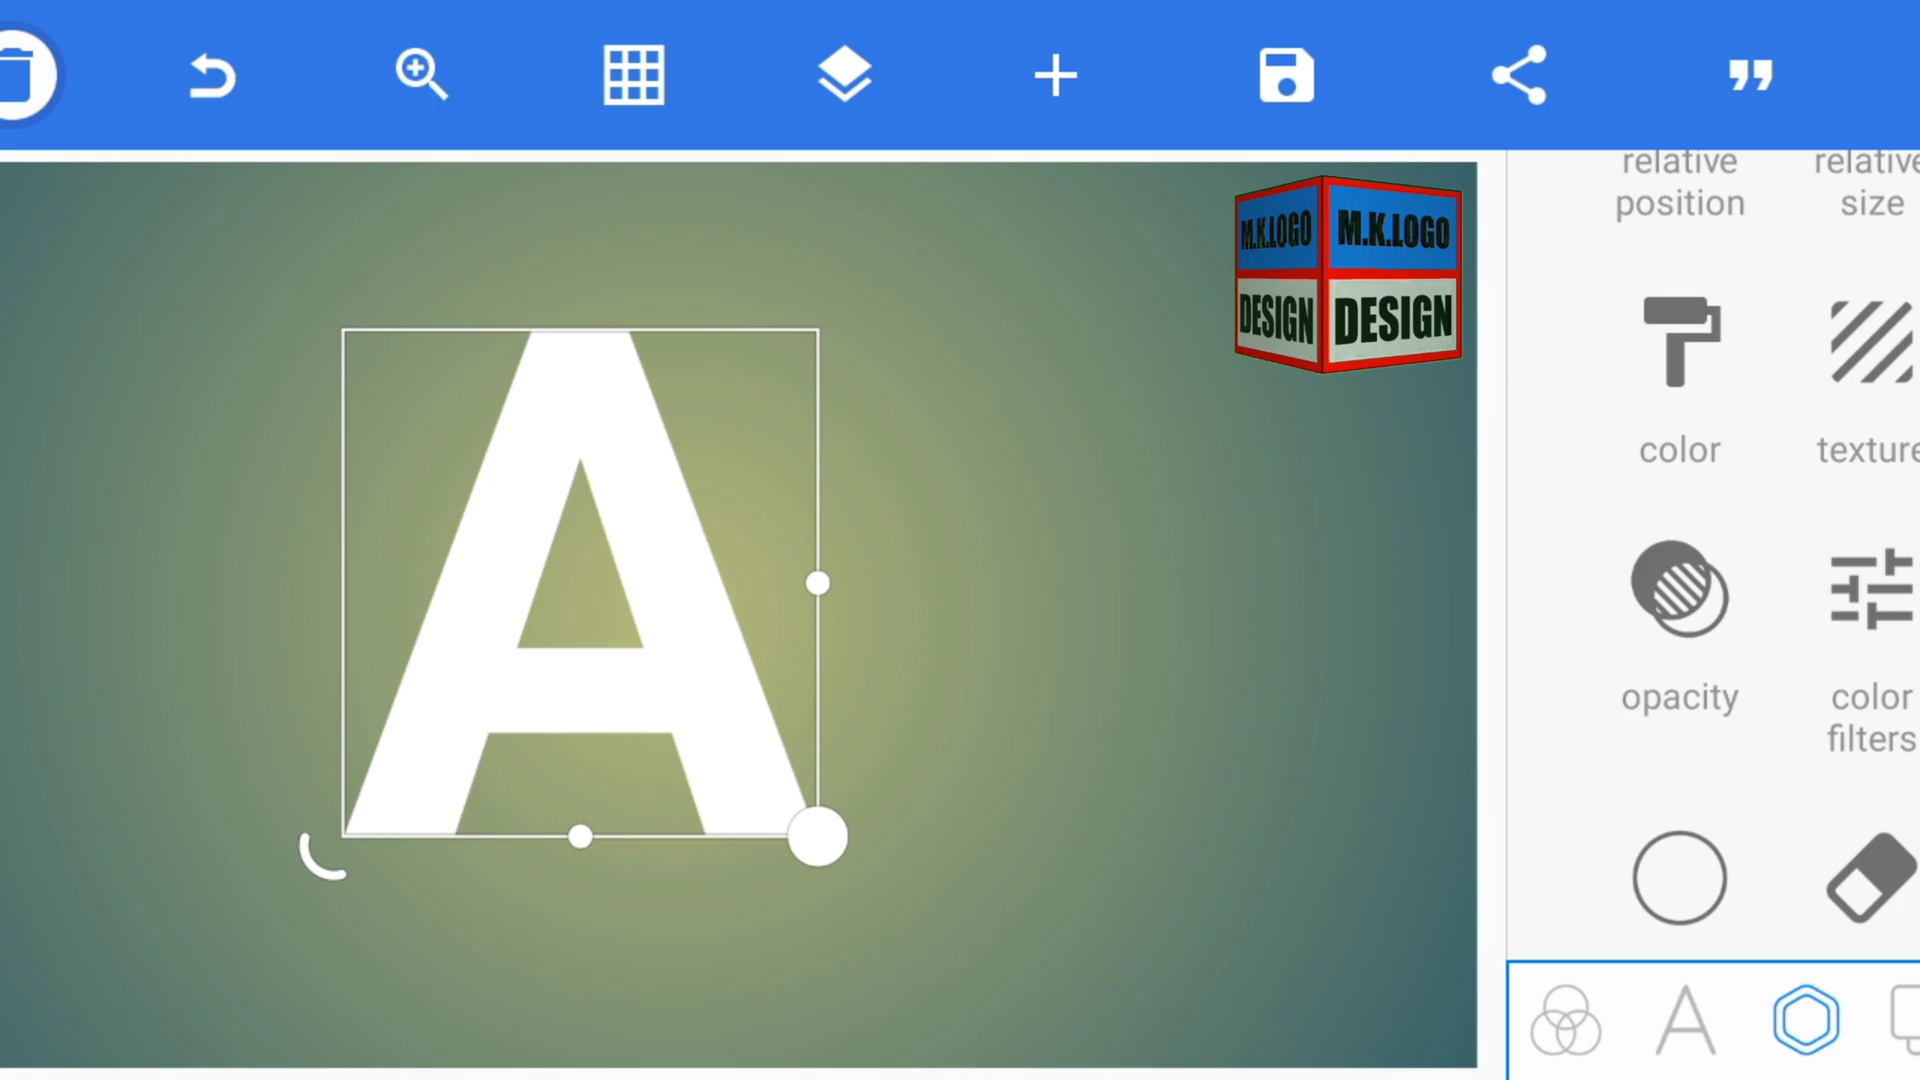 relative
position
relative
size
M.K.LOGO
M.K.LOGO
DESIGN
DESIGN
color
texture
opacity
color
filters
A